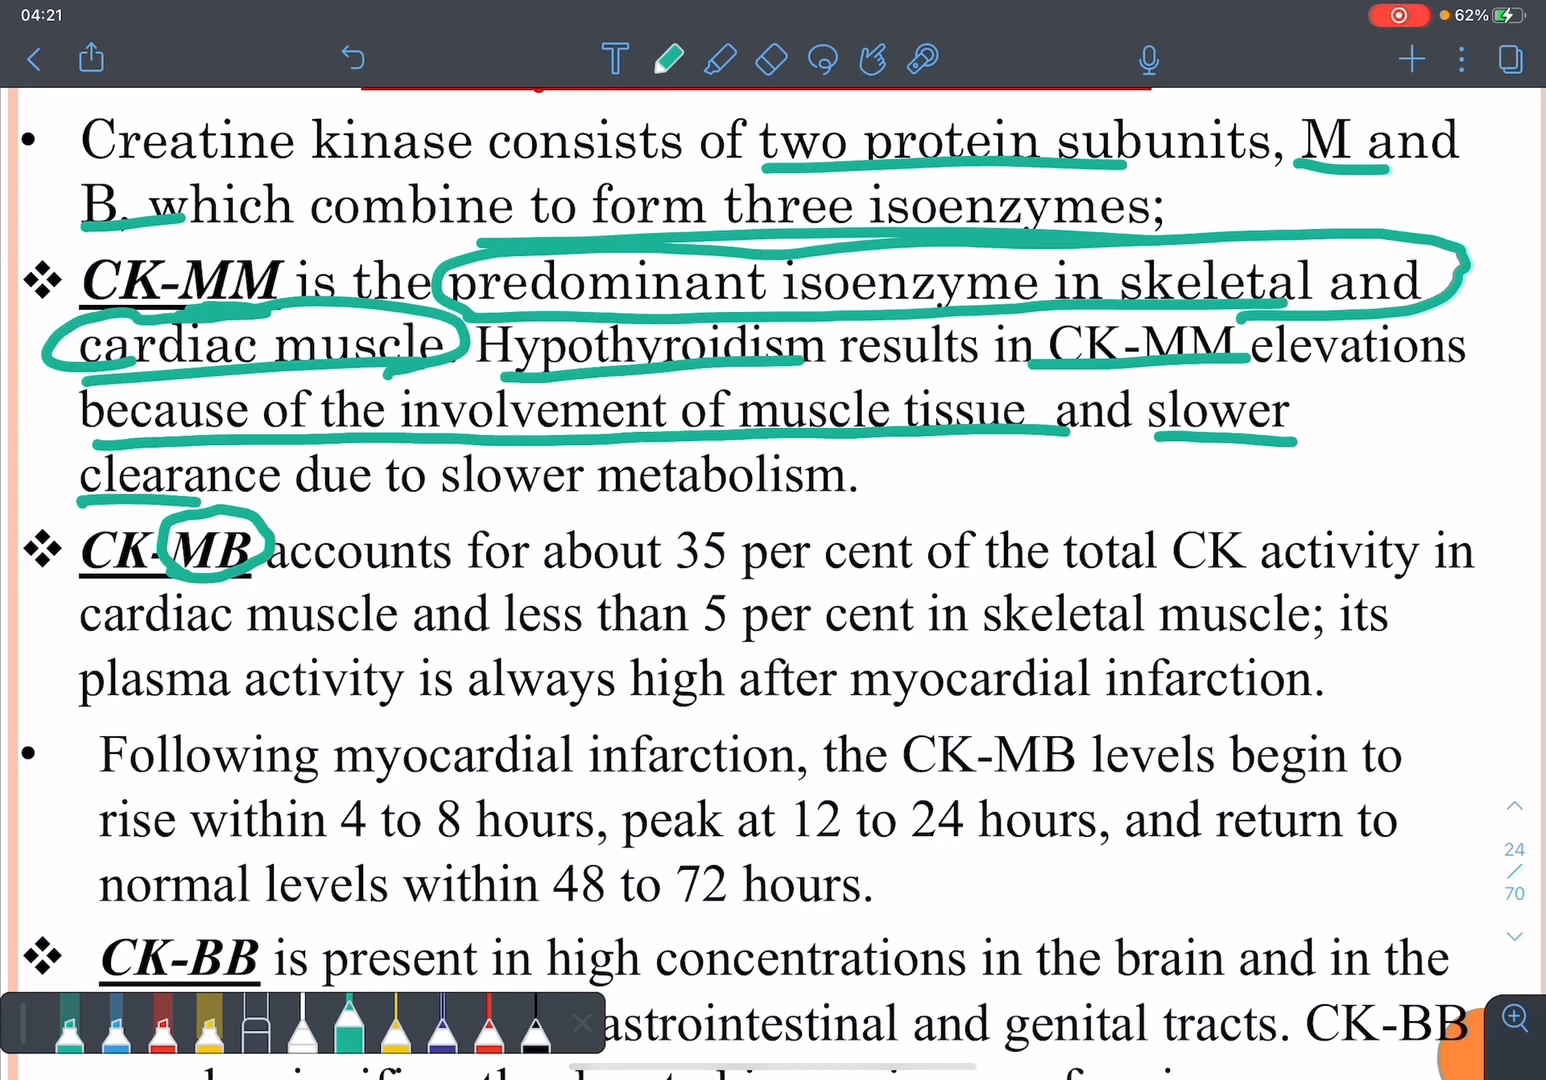 04:21
62%
• Creatine kinase consists of two protein subunits, M and
B, which combine to form three isoenzymes;
❖ CK-MM is the predominant isoenzyme in skeletal and
cardiac muscle. Hypothyroidism results in CK-MM elevations
because of the involvement of muscle tissue and slower
clearance due to slower metabolism.
❖ CK-MB accounts for about 35 per cent of the total CK activity in
cardiac muscle and less than 5 per cent in skeletal muscle; its
plasma activity is always high after myocardial infarction.
• Following myocardial infarction, the CK-MB levels begin to
rise within 4 to 8 hours, peak at 12 to 24 hours, and return to
normal levels within 48 to 72 hours.
24
/
70
❖ CK-BB is present in high concentrations in the brain and in the
astrointestinal and genital tracts. CK-BB